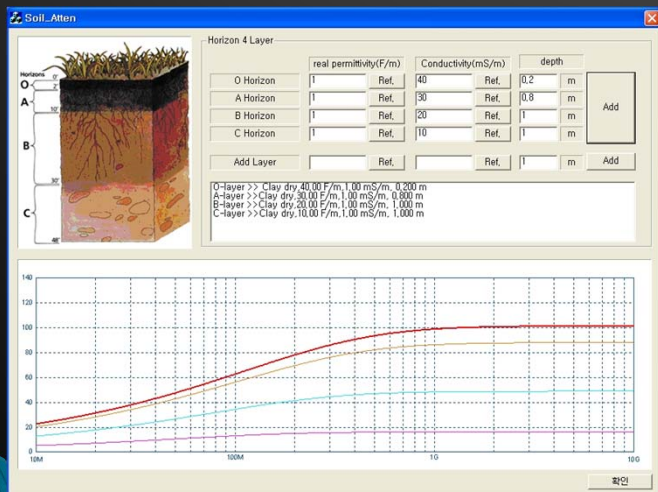 Soil_Atten
Horizon 4 Layer
real permittivity(F/m) Conductivity(mS/m) depth
O Horizon 1 Ref, 40 Ref, 0,2 m
A Horizon 1 Ref, 30 Ref, 0,8 m
B Horizon 1 Ref, 20 Ref, 1 m
C Horizon 1 Ref, 10 Ref, 1 m
Add
Add Layer Ref, Ref, 1 m Add
O-layer >> Clay dry,40,00 F/m,1,00 mS/m, 0,200 m
A-layer >>Clay dry,30,00 F/m,1,00 mS/m, 0,800 m
B-layer >>Clay dry,20,00 F/m,1,00 mS/m, 1,000 m
C-layer >>Clay dry,10,00 F/m,1,00 mS/m, 1,000 m
Horizons
O
A
B
C
0'
2'
10'
30'
48'
140
120
100
80
60
40
20
0
10M 100M 1G 10G
확인